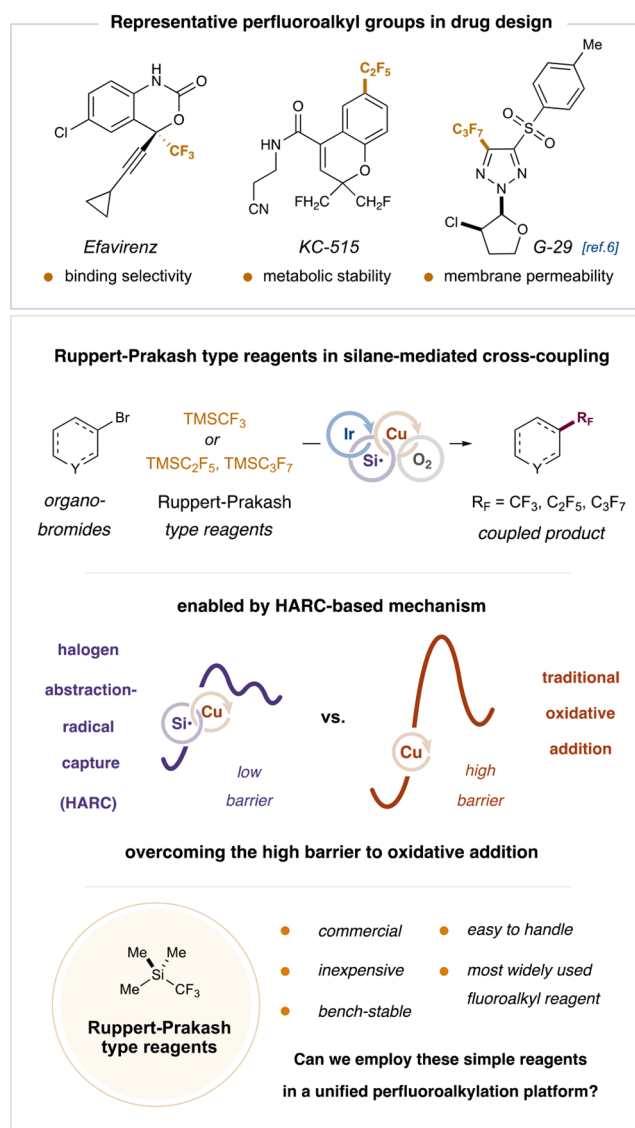 Representative perfluoroalkyl groups in drug design
H
N
O
O
Cl
CF3
Efavirenz
binding selectivity
C2F5
O
NH
O
CN
FH2C
CH2F
KC-515
metabolic stability
Me
O
S
O
C3F7
N
N
N
Cl
O
G-29 [ref.6]
membrane permeability
Ruppert-Prakash type reagents in silane-mediated cross-coupling
Br
Y
organo-
bromides
TMSCF3
or
TMSC2F5, TMSC3F7
Ruppert-Prakash
type reagents
Ir
Cu
Si•
O2
RF
Y
RF = CF3, C2F5, C3F7
coupled product
enabled by HARC-based mechanism
halogen
abstraction-
radical
capture
(HARC)
Si•
Cu
low
barrier
vs.
Cu
high
barrier
traditional
oxidative
addition
overcoming the high barrier to oxidative addition
Me
Me
Si
Me
CF3
Ruppert-Prakash
type reagents
commercial
inexpensive
bench-stable
easy to handle
most widely used
fluoroalkyl reagent
Can we employ these simple reagents
in a unified perfluoroalkylation platform?